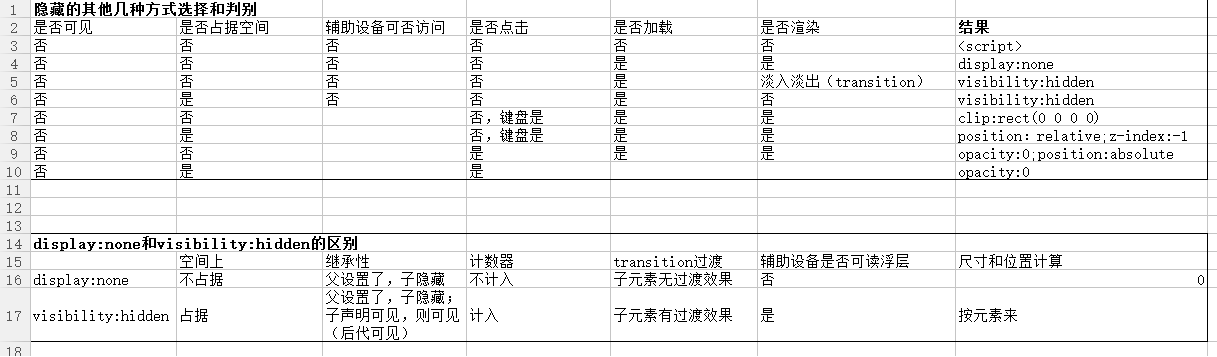 1 隐藏的其他几种方式选择和判别
2 是否可见 是否占据空间 辅助设备可否访问 是否点击 是否加载 是否渲染 结果
3 否 否 否 否 否 否 <script>
4 否 否 否 否 是 是 display:none
5 否 否 否 否 是 淡入淡出（transition） visibility:hidden
6 否 是 否 否 是 否 visibility:hidden
7 否 否 否，键盘是 是 是 clip:rect(0 0 0 0)
8 否 是 否，键盘是 是 是 position：relative;z-index:-1
9 否 否 是 是 是 opacity:0;position:absolute
10 否 是 是 opacity:0
11
12
13
14 display:none和visibility:hidden的区别
15 空间上 继承性 计数器 transition过渡 辅助设备是否可读浮层 尺寸和位置计算
16 display:none 不占据 父设置了，子隐藏 不计入 子元素无过渡效果 否 0
17 visibility:hidden 占据 父设置了，子隐藏；
子声明可见，则可见
（后代可见） 计入 子元素有过渡效果 是 按元素来
18